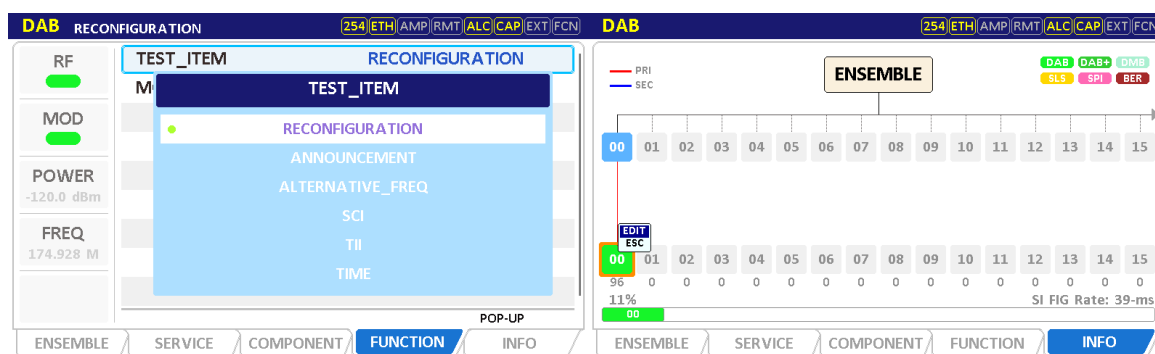 DAB RECONFIGURATION 254 ETH AMP RMT ALC CAP EXT FCN
RF
MOD
POWER
-120.0 dBm
FREQ
174.928 M
TEST_ITEM RECONFIGURATION
M
TEST_ITEM
RECONFIGURATION
ANNOUNCEMENT
ALTERNATIVE_FREQ
SCI
TII
TIME
POP-UP
ENSEMBLE SERVICE COMPONENT FUNCTION INFO
DAB 254 ETH AMP RMT ALC CAP EXT FCN
PRI
SEC
ENSEMBLE
DAB DAB+ DMB
SLS SPI BER
00 01 02 03 04 05 06 07 08 09 10 11 12 13 14 15
EDIT
ESC
00 01 02 03 04 05 06 07 08 09 10 11 12 13 14 15
96 0 0 0 0 0 0 0 0 0 0 0 0 0 0 0
11% SI FIG Rate: 39-ms
00
ENSEMBLE SERVICE COMPONENT FUNCTION INFO